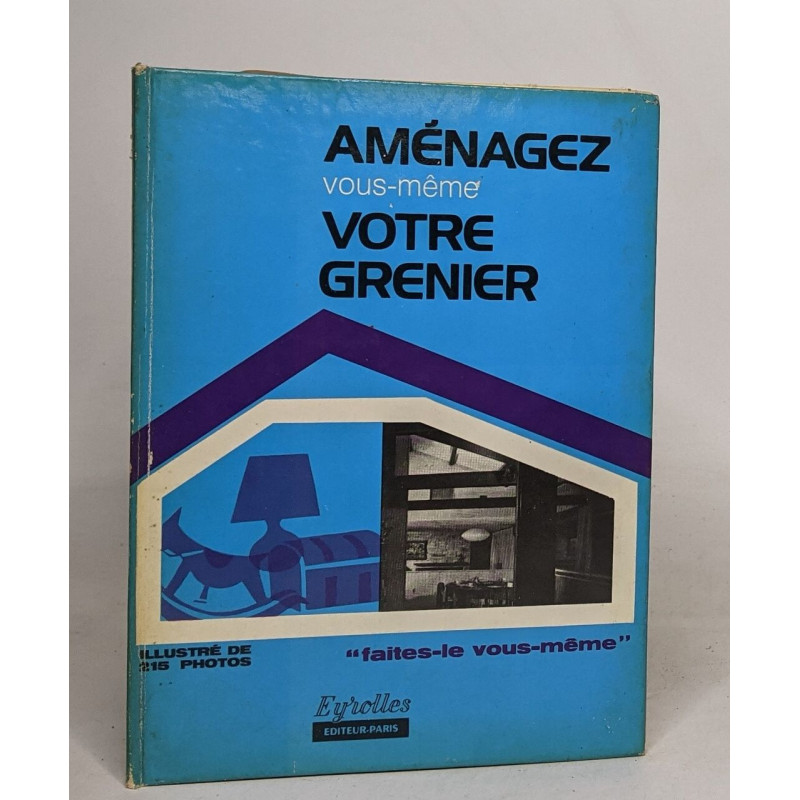 AMÉNAGEZ
vous-même
VOTRE
GRENIER
ILLUSTRÉ DE
215 PHOTOS
“faites-le vous-même”
Eyrolles
EDITEUR-PARIS